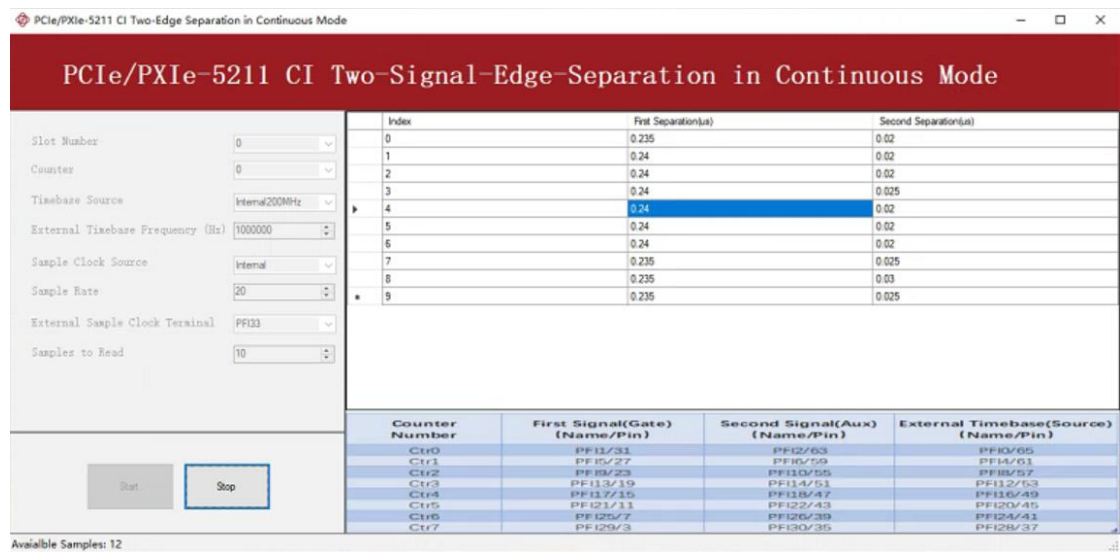 PCIe/PXIe-5211 CI Two-Edge Separation in Continuous Mode
PCIe/PXIe-5211 CI Two-Signal-Edge-Separation in Continuous Mode
Slot Number 0
Counter 0
Timebase Source Internal200MHz
External Timebase Frequency (Hz) 1000000
Sample Clock Source Internal
Sample Rate 20
External Sample Clock Terminal PFI33
Samples to Read 10
Start Stop
Index First Separation(us) Second Separation(us)
0 0.235 0.02
1 0.24 0.02
2 0.24 0.02
3 0.24 0.025
4 0.24 0.02
5 0.24 0.02
6 0.24 0.02
7 0.235 0.025
8 0.235 0.03
9 0.235 0.025
Counter Number First Signal(Gate) (Name/Pin) Second Signal(Aux) (Name/Pin) External Timebase(Source) (Name/Pin)
Ctr0 PFI1/31 PFI2/63 PFI0/65
Ctr1 PFI5/27 PFI6/59 PFI4/61
Ctr2 PFI9/23 PFI10/55 PFI8/57
Ctr3 PFI13/19 PFI14/51 PFI12/53
Ctr4 PFI17/15 PFI18/47 PFI16/49
Ctr5 PFI21/11 PFI22/43 PFI20/45
Ctr6 PFI25/7 PFI26/39 PFI24/41
Ctr7 PFI29/3 PFI30/35 PFI28/37
Avaialble Samples: 12